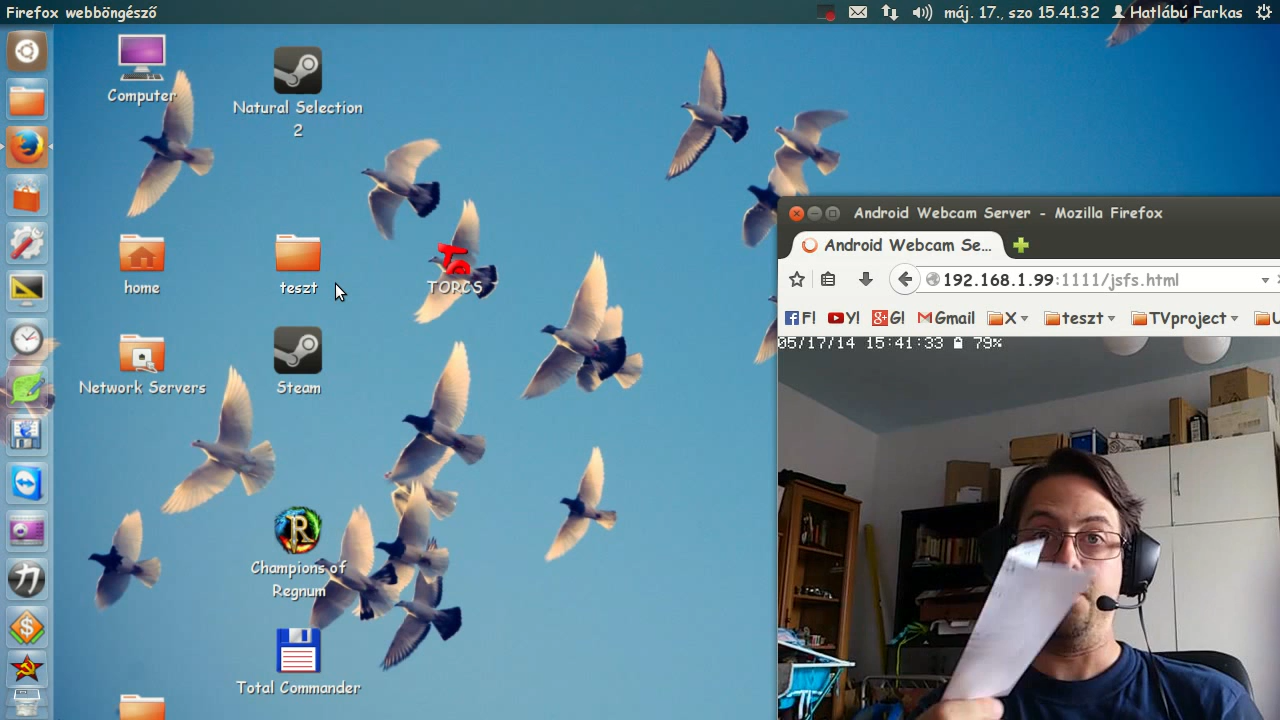 Firefox webböngésző
máj. 17., szo 15.41.32
Hatlábú Farkas
Computer
Natural Selection
2
home
teszt
TORCS
Network Servers
Steam
Champions of
Regnum
Total Commander
Android Webcam Server - Mozilla Firefox
Android Webcam Se...
192.168.1.99:1111/jsfs.html
F!
Y!
G!
Gmail
X
teszt
TVproject
05/17/14 15:41:33 79%